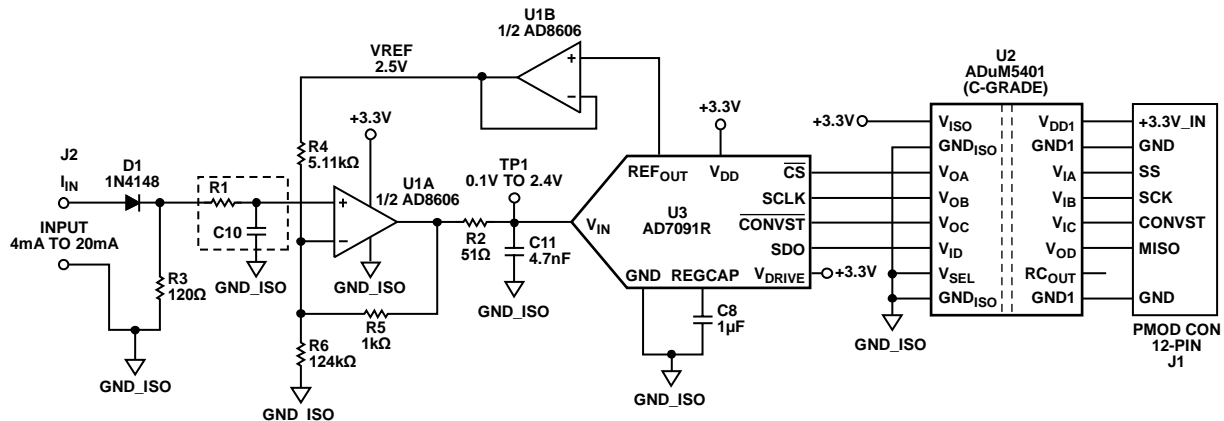 U1B
1/2 AD8606
VREF
2.5V
+
−
U2
ADuM5401
(C-GRADE)
J2
I_IN
D1
1N4148
INPUT
4mA TO 20mA
R3
120Ω
GND_ISO
R1
C10
GND_ISO
R4
5.11kΩ
+3.3V
U1A
1/2 AD8606
+
−
GND_ISO
R5
1kΩ
R6
124kΩ
GND_ISO
R2
51Ω
TP1
0.1V TO 2.4V
C11
4.7nF
GND_ISO
+3.3V
REF_OUT
V_DD
V_IN
U3
AD7091R
GND
REGCAP
CS
SCLK
CONVST
SDO
V_DRIVE
+3.3V
C8
1µF
GND_ISO
+3.3V
V_ISO
GND_ISO
V_OA
V_OB
V_OC
V_ID
V_SEL
GND_ISO
GND_ISO
V_DD1
GND1
V_IA
V_IB
V_IC
V_OD
RC_OUT
GND1
+3.3V_IN
GND
SS
SCK
CONVST
MISO
GND
PMOD CON
12-PIN
J1